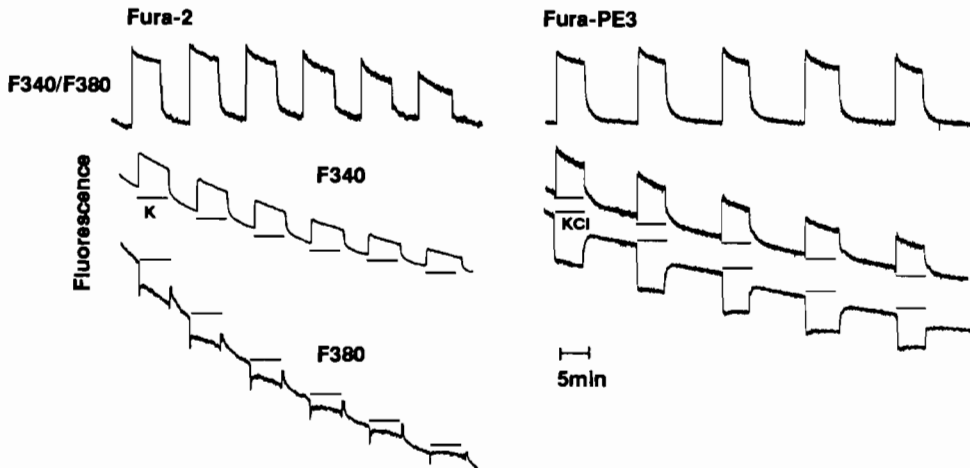 Fura-2
Fura-PE3
F340/F380
F340
K
KCl
Fluorescence
F380
5min